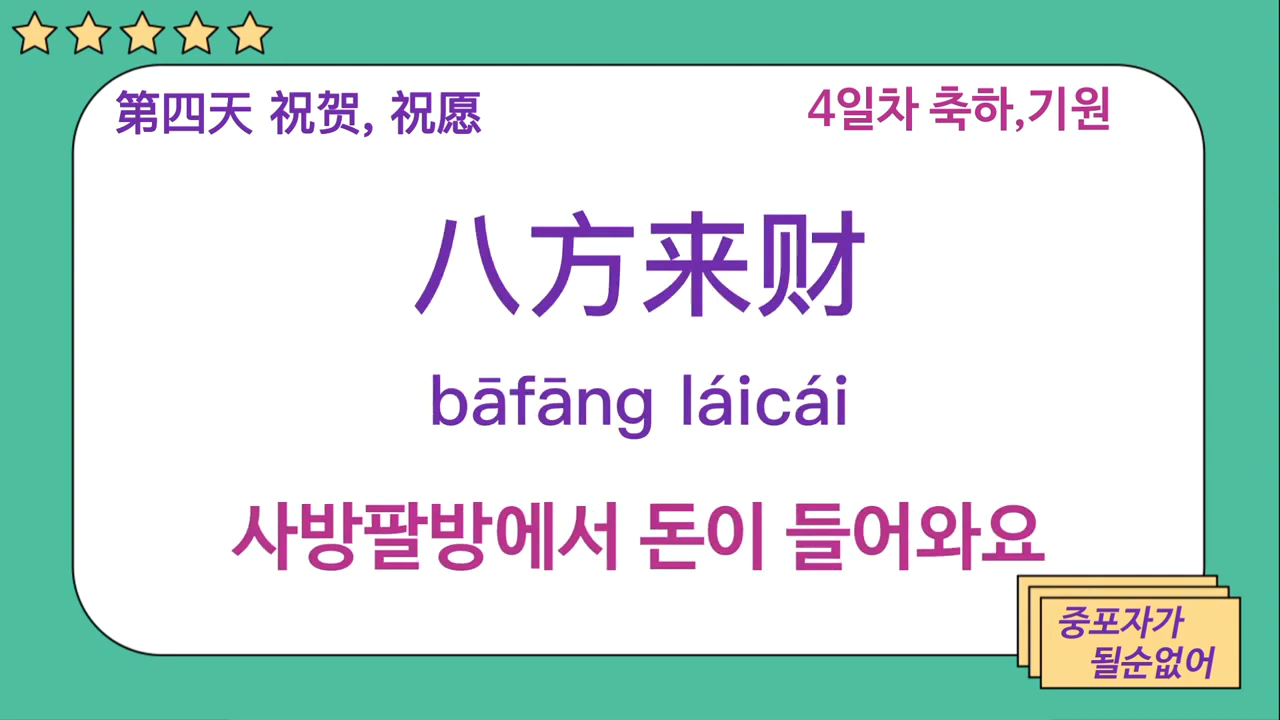 第四天 祝贺, 祝愿
4일차 축하,기원
八方来财
bāfāng láicái
사방팔방에서 돈이 들어와요
중포자가
될순없어